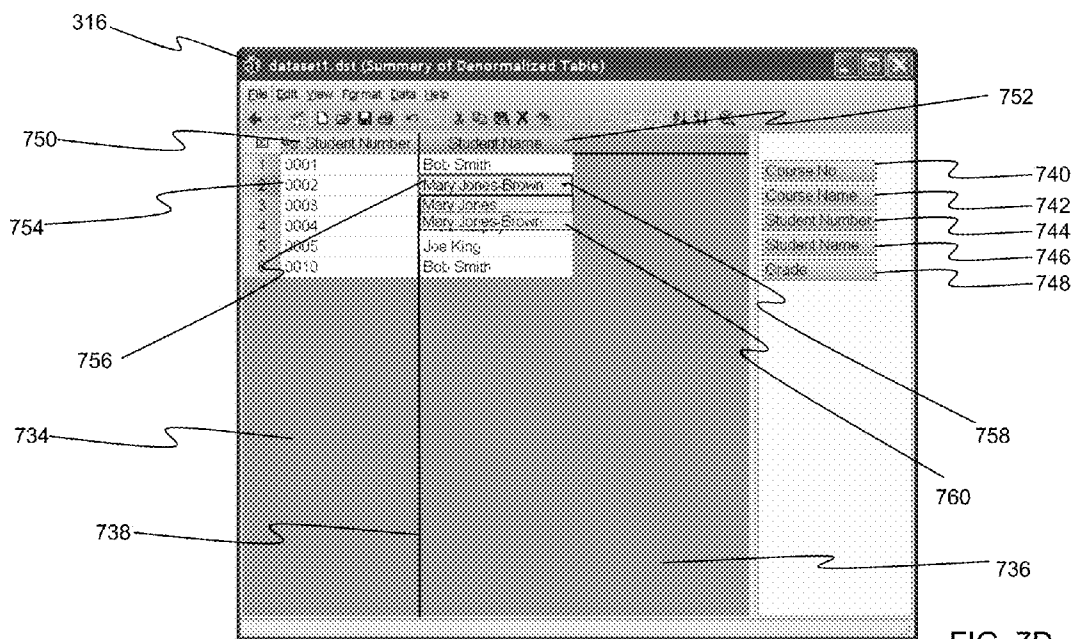 316
dataset1.dst (Summary of Denormalized Table)
File Edit View Format Data Help
752
750
Student Number
Student Name
1 0001 Bob Smith
Course No.
740
2 0002 Mary Jones-Brown
Course Name
742
754
3 0003 Mary Jones
Student Number
744
4 0004 Mary Jones-Brown
Student Name
746
5 0005 Joe King
Grade
748
6 0010 Bob Smith
756
758
734
760
738
736
FIG. 7D